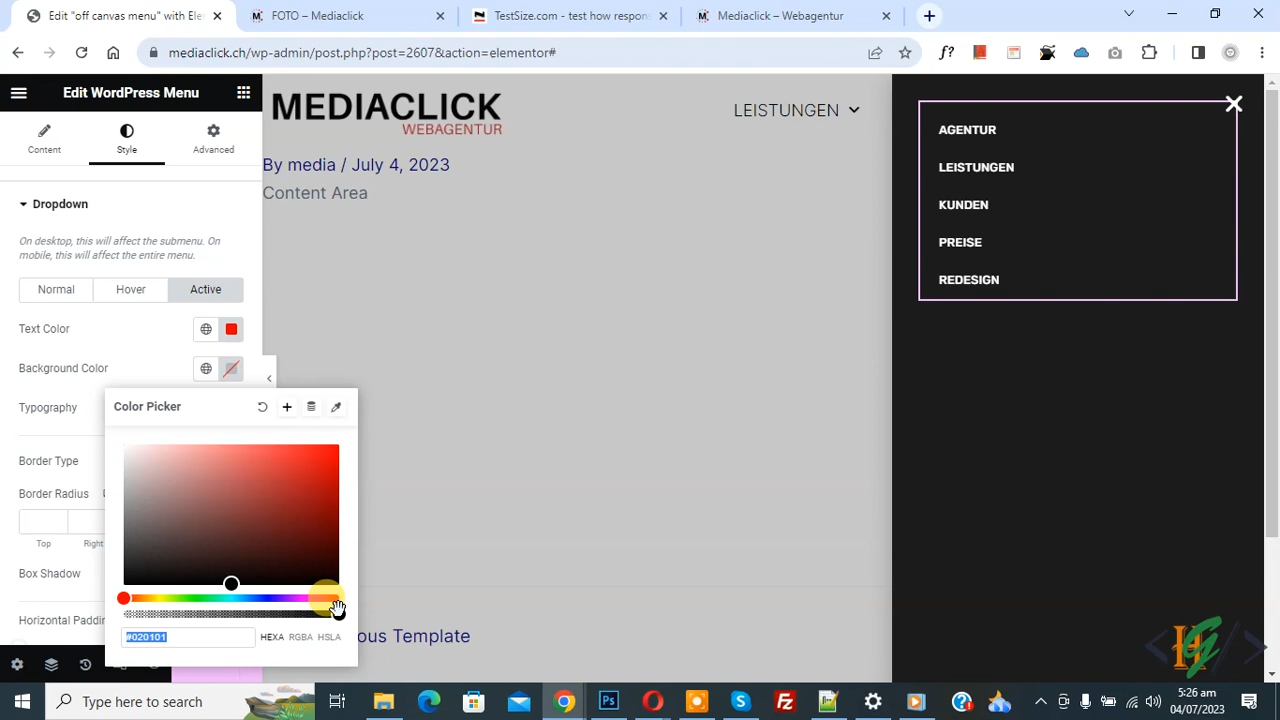 Edit "off canvas menu" with Ele
FOTO – Mediaclick
TestSize.com - test how respons
Mediaclick – Webagentur
mediaclick.ch/wp-admin/post.php?post=2607&action=elementor#
f?
Edit WordPress Menu
Content
Style
Advanced
Dropdown
On desktop, this will affect the submenu. On
mobile, this will affect the entire menu.
Normal
Hover
Active
Text Color
Background Color
Typography
Border Type
Border Radius
Top
Right
Box Shadow
Horizontal Paddin
Color Picker
#020101
HEXA
RGBA
HSLA
MEDIACLICK
WEBAGENTUR
LEISTUNGEN
By media / July 4, 2023
Content Area
ous Template
AGENTUR
LEISTUNGEN
KUNDEN
PREISE
REDESIGN
Type here to search
5:26 am
04/07/2023